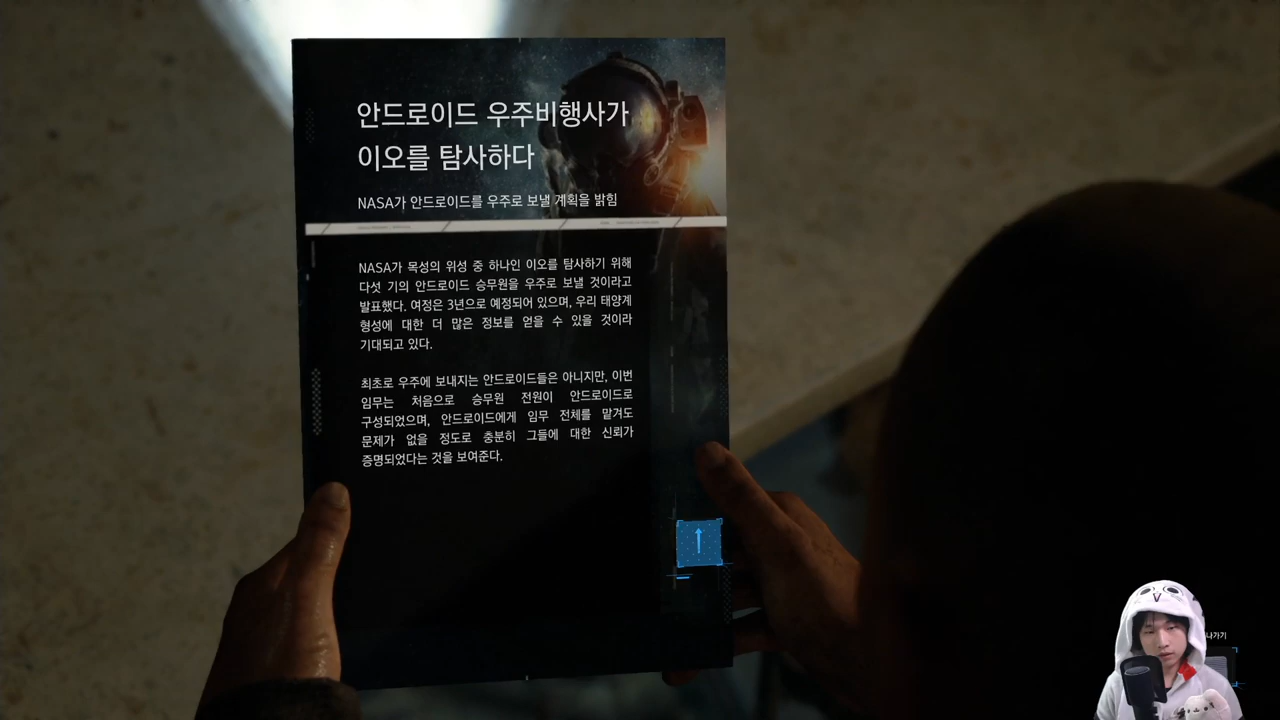 안드로이드 우주비행사가
이오를 탐사하다
NASA가 안드로이드를 우주로 보낼 계획을 밝힘
NASA가 목성의 위성 중 하나인 이오를 탐사하기 위해
다섯 기의 안드로이드 승무원을 우주로 보낼 것이라고
발표했다. 여정은 3년으로 예정되어 있으며, 우리 태양계
형성에 대한 더 많은 정보를 얻을 수 있을 것이라
기대되고 있다.
최초로 우주에 보내지는 안드로이드들은 아니지만, 이번
임무는 처음으로 승무원 전원이 안드로이드로
구성되었으며, 안드로이드에게 임무 전체를 맡겨도
문제가 없을 정도로 충분히 그들에 대한 신뢰가
증명되었다는 것을 보여준다.
나가기